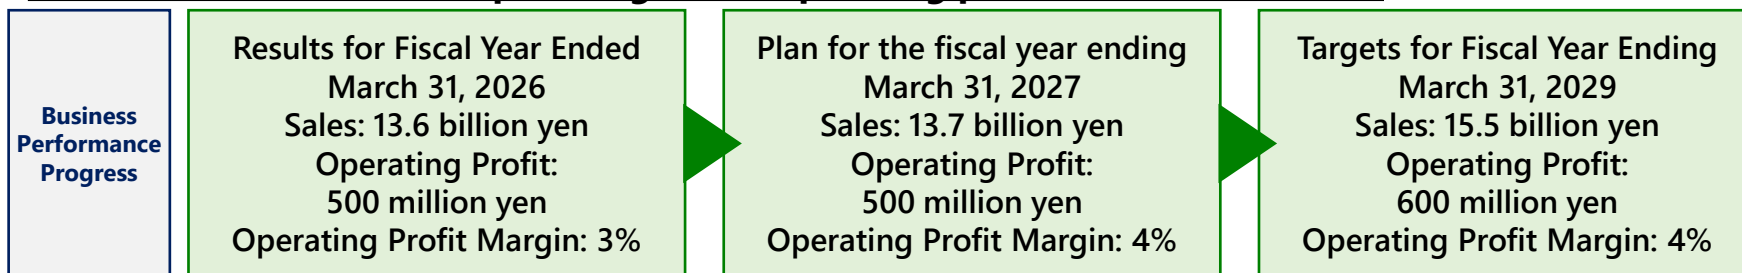 Business
Performance
Progress
Results for Fiscal Year Ended
March 31, 2026
Sales: 13.6 billion yen
Operating Profit:
500 million yen
Operating Profit Margin: 3%
Plan for the fiscal year ending
March 31, 2027
Sales: 13.7 billion yen
Operating Profit:
500 million yen
Operating Profit Margin: 4%
Targets for Fiscal Year Ending
March 31, 2029
Sales: 15.5 billion yen
Operating Profit:
600 million yen
Operating Profit Margin: 4%